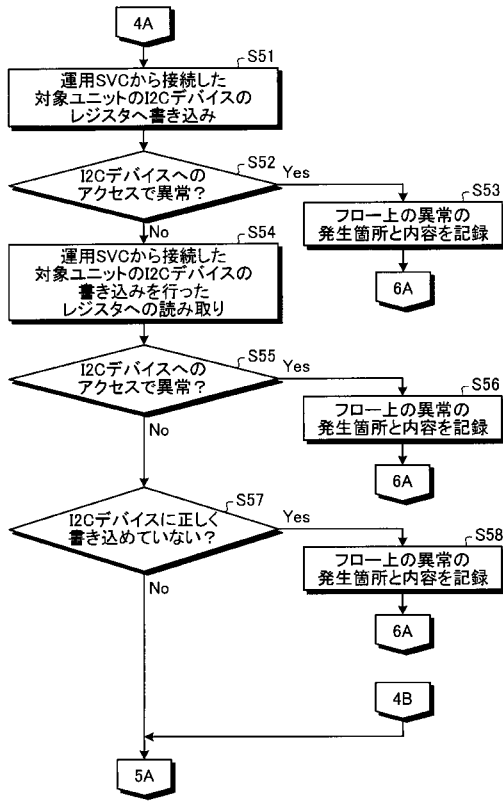 4A
S51
運用SVCから接続した
対象ユニットのI2Cデバイスの
レジスタへ書き込み
S52
I2Cデバイスへの
アクセスで異常?
Yes
No
S53
フロー上の異常の
発生箇所と内容を記録
6A
S54
運用SVCから接続した
対象ユニットのI2Cデバイスの
書き込みを行った
レジスタへの読み取り
S55
I2Cデバイスへの
アクセスで異常?
Yes
No
S56
フロー上の異常の
発生箇所と内容を記録
6A
S57
I2Cデバイスに正しく
書き込めていない?
Yes
No
S58
フロー上の異常の
発生箇所と内容を記録
6A
4B
5A